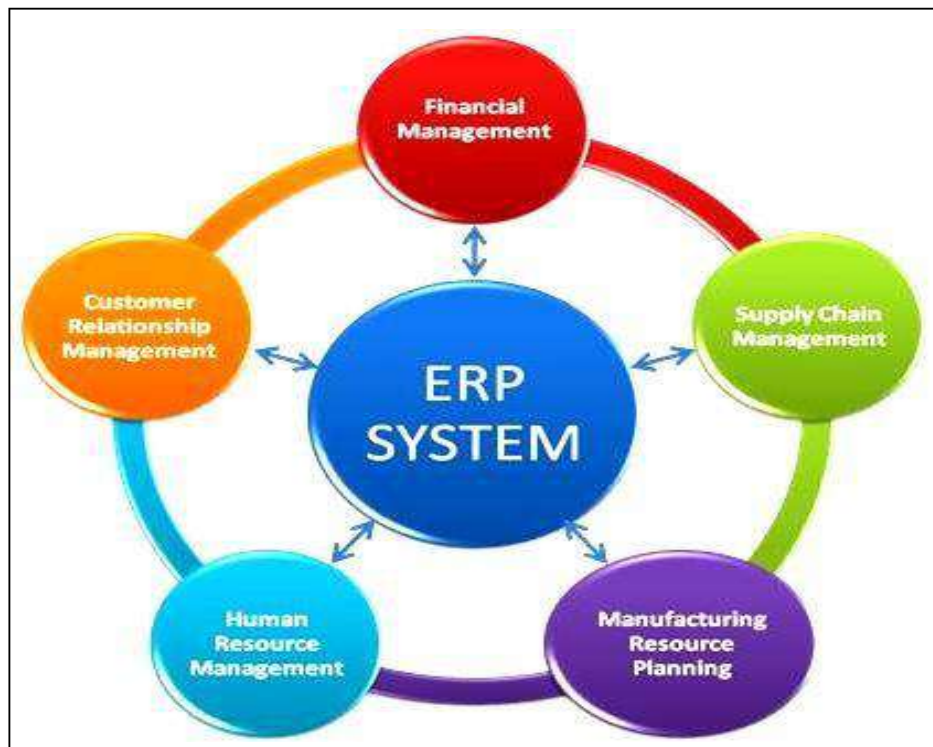 Financial
Management
Customer
Relationship
Management
Supply Chain
Management
ERP
SYSTEM
Human
Resource
Management
Manufacturing
Resource
Planning